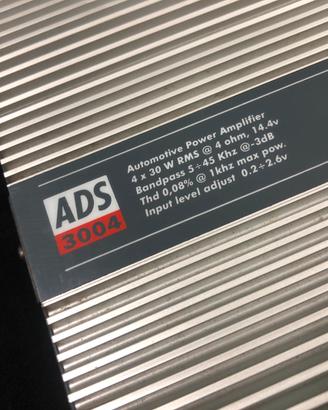 ADS
3004
Automotive Power Amplifier
4 x 30 W RMS @ 4 ohm, 14.4v
Bandpass 5÷45 Khz @-3dB
Thd 0,08% @ 1khz max pow.
Input level adjust 0.2÷2.6v